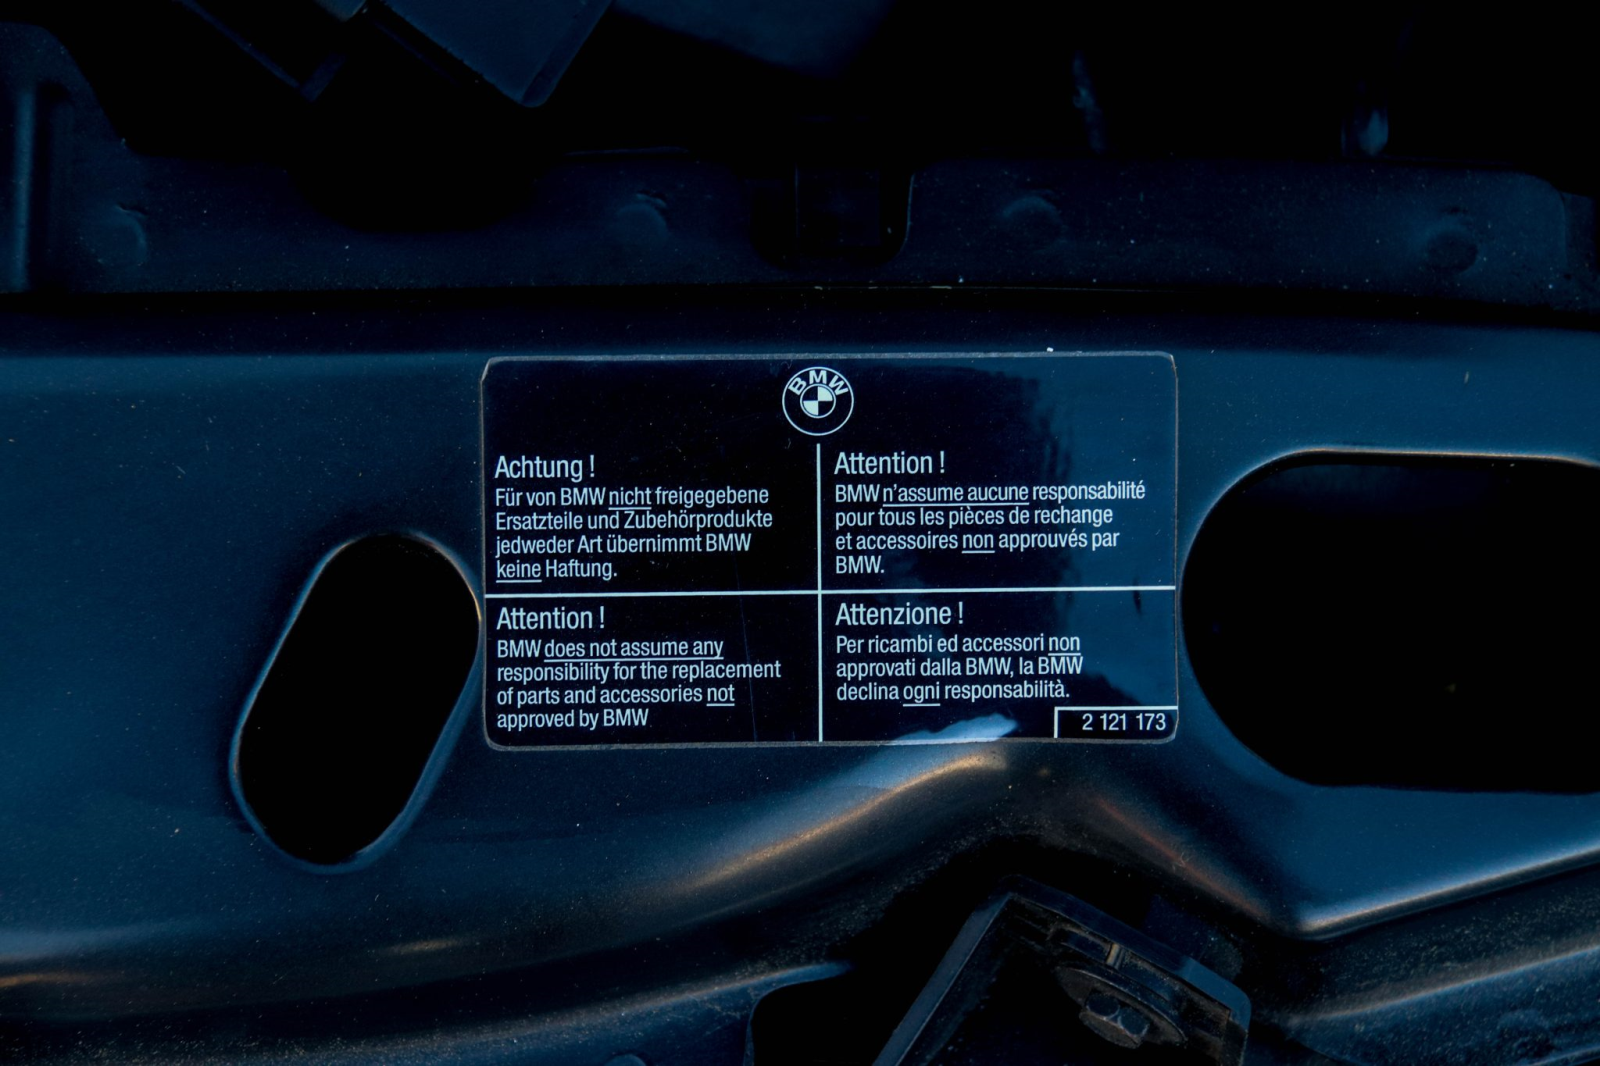 BMW
Achtung !
Für von BMW nicht freigegebene
Ersatzteile und Zubehörprodukte
jedweder Art übernimmt BMW
keine Haftung.
Attention !
BMW n'assume aucune responsabilité
pour tous les pièces de rechange
et accessoires non approuvés par
BMW.
Attention !
BMW does not assume any
responsibility for the replacement
of parts and accessories not
approved by BMW
Attenzione !
Per ricambi ed accessori non
approvati dalla BMW, la BMW
declina ogni responsabilità.
2 121 173